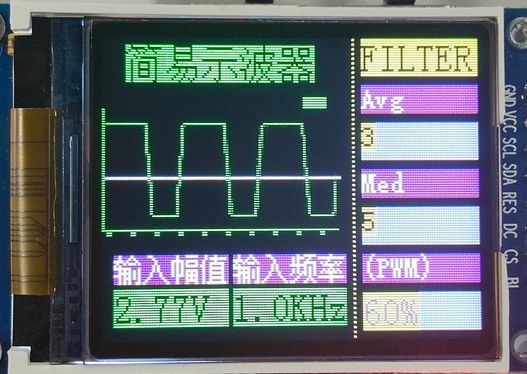 简易示波器
FILTER
Avg
3
Med
5
(PWM)
60%
输入幅值 输入频率
2.77V 1.0KHz
GND VCC SCL SDA RES DC CS BL